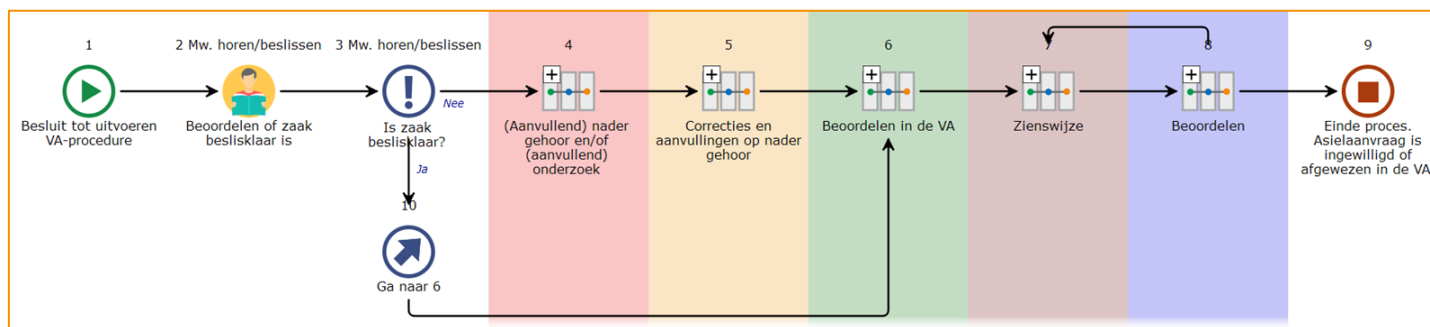 1
2 Mw. horen/beslissen
3 Mw. horen/beslissen
4
5
6
7
8
9
Besluit tot uitvoeren
VA-procedure
Beoordelen of zaak
beslisklaar is
Is zaak
beslisklaar?
Nee
(Aanvullend) nader
gehoor en/of
(aanvullend)
onderzoek
Correcties en
aanvullingen op nader
gehoor
Beoordelen in de VA
Zienswijze
Beoordelen
Einde proces.
Asielaanvraag is
ingewilligd of
afgewezen in de VA
Ja
10
Ga naar 6